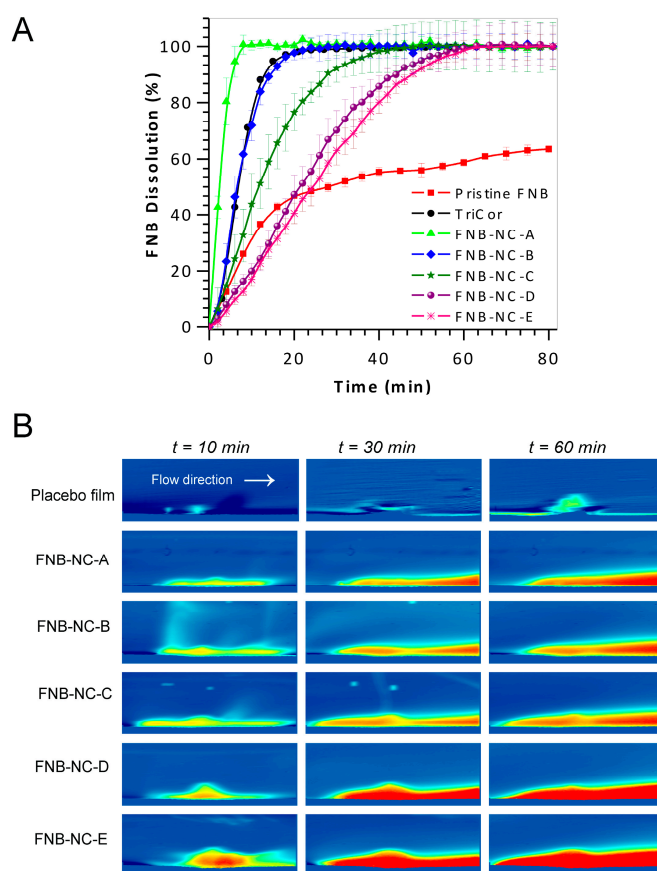 A
FNB Dissolution (%)
100
80
60
40
20
0
Pristine FNB
TriCor
FNB-NC-A
FNB-NC-B
FNB-NC-C
FNB-NC-D
FNB-NC-E
0 20 40 60 80
Time (min)
B
t = 10 min t = 30 min t = 60 min
Placebo film
Flow direction
FNB-NC-A
FNB-NC-B
FNB-NC-C
FNB-NC-D
FNB-NC-E